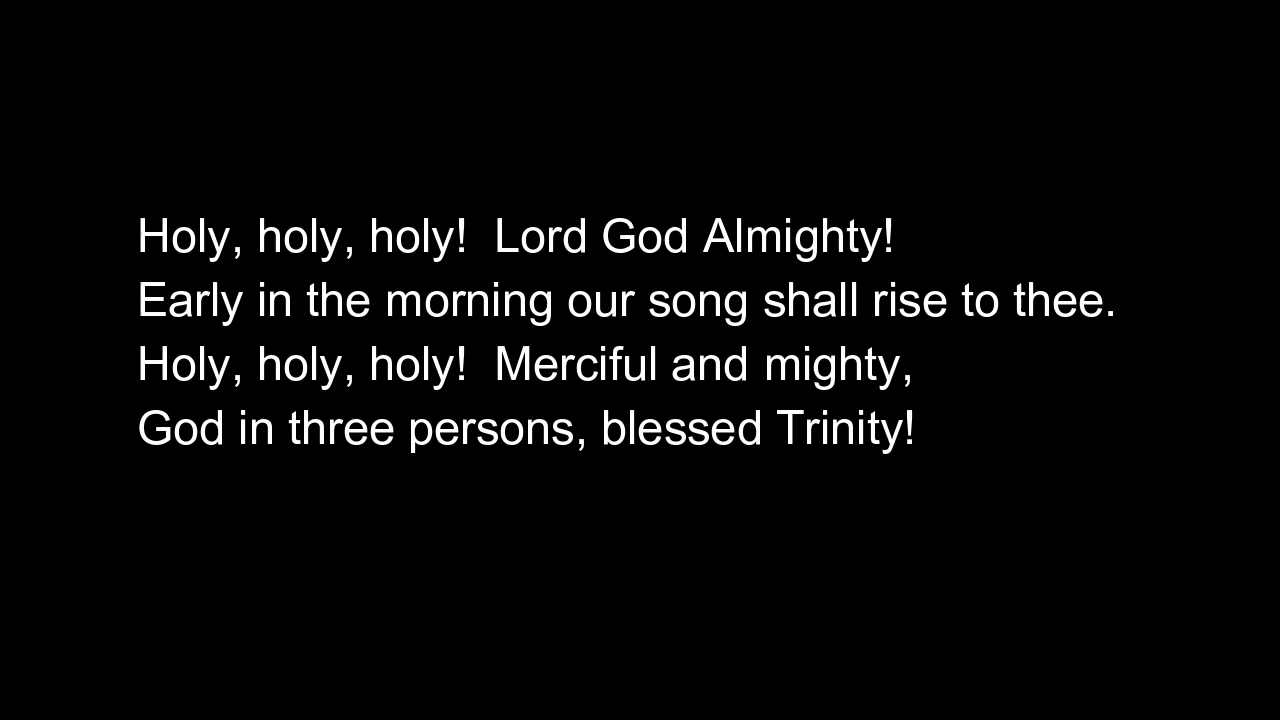 Holy, holy, holy!  Lord God Almighty!
Early in the morning our song shall rise to thee.
Holy, holy, holy!  Merciful and mighty,
God in three persons, blessed Trinity!